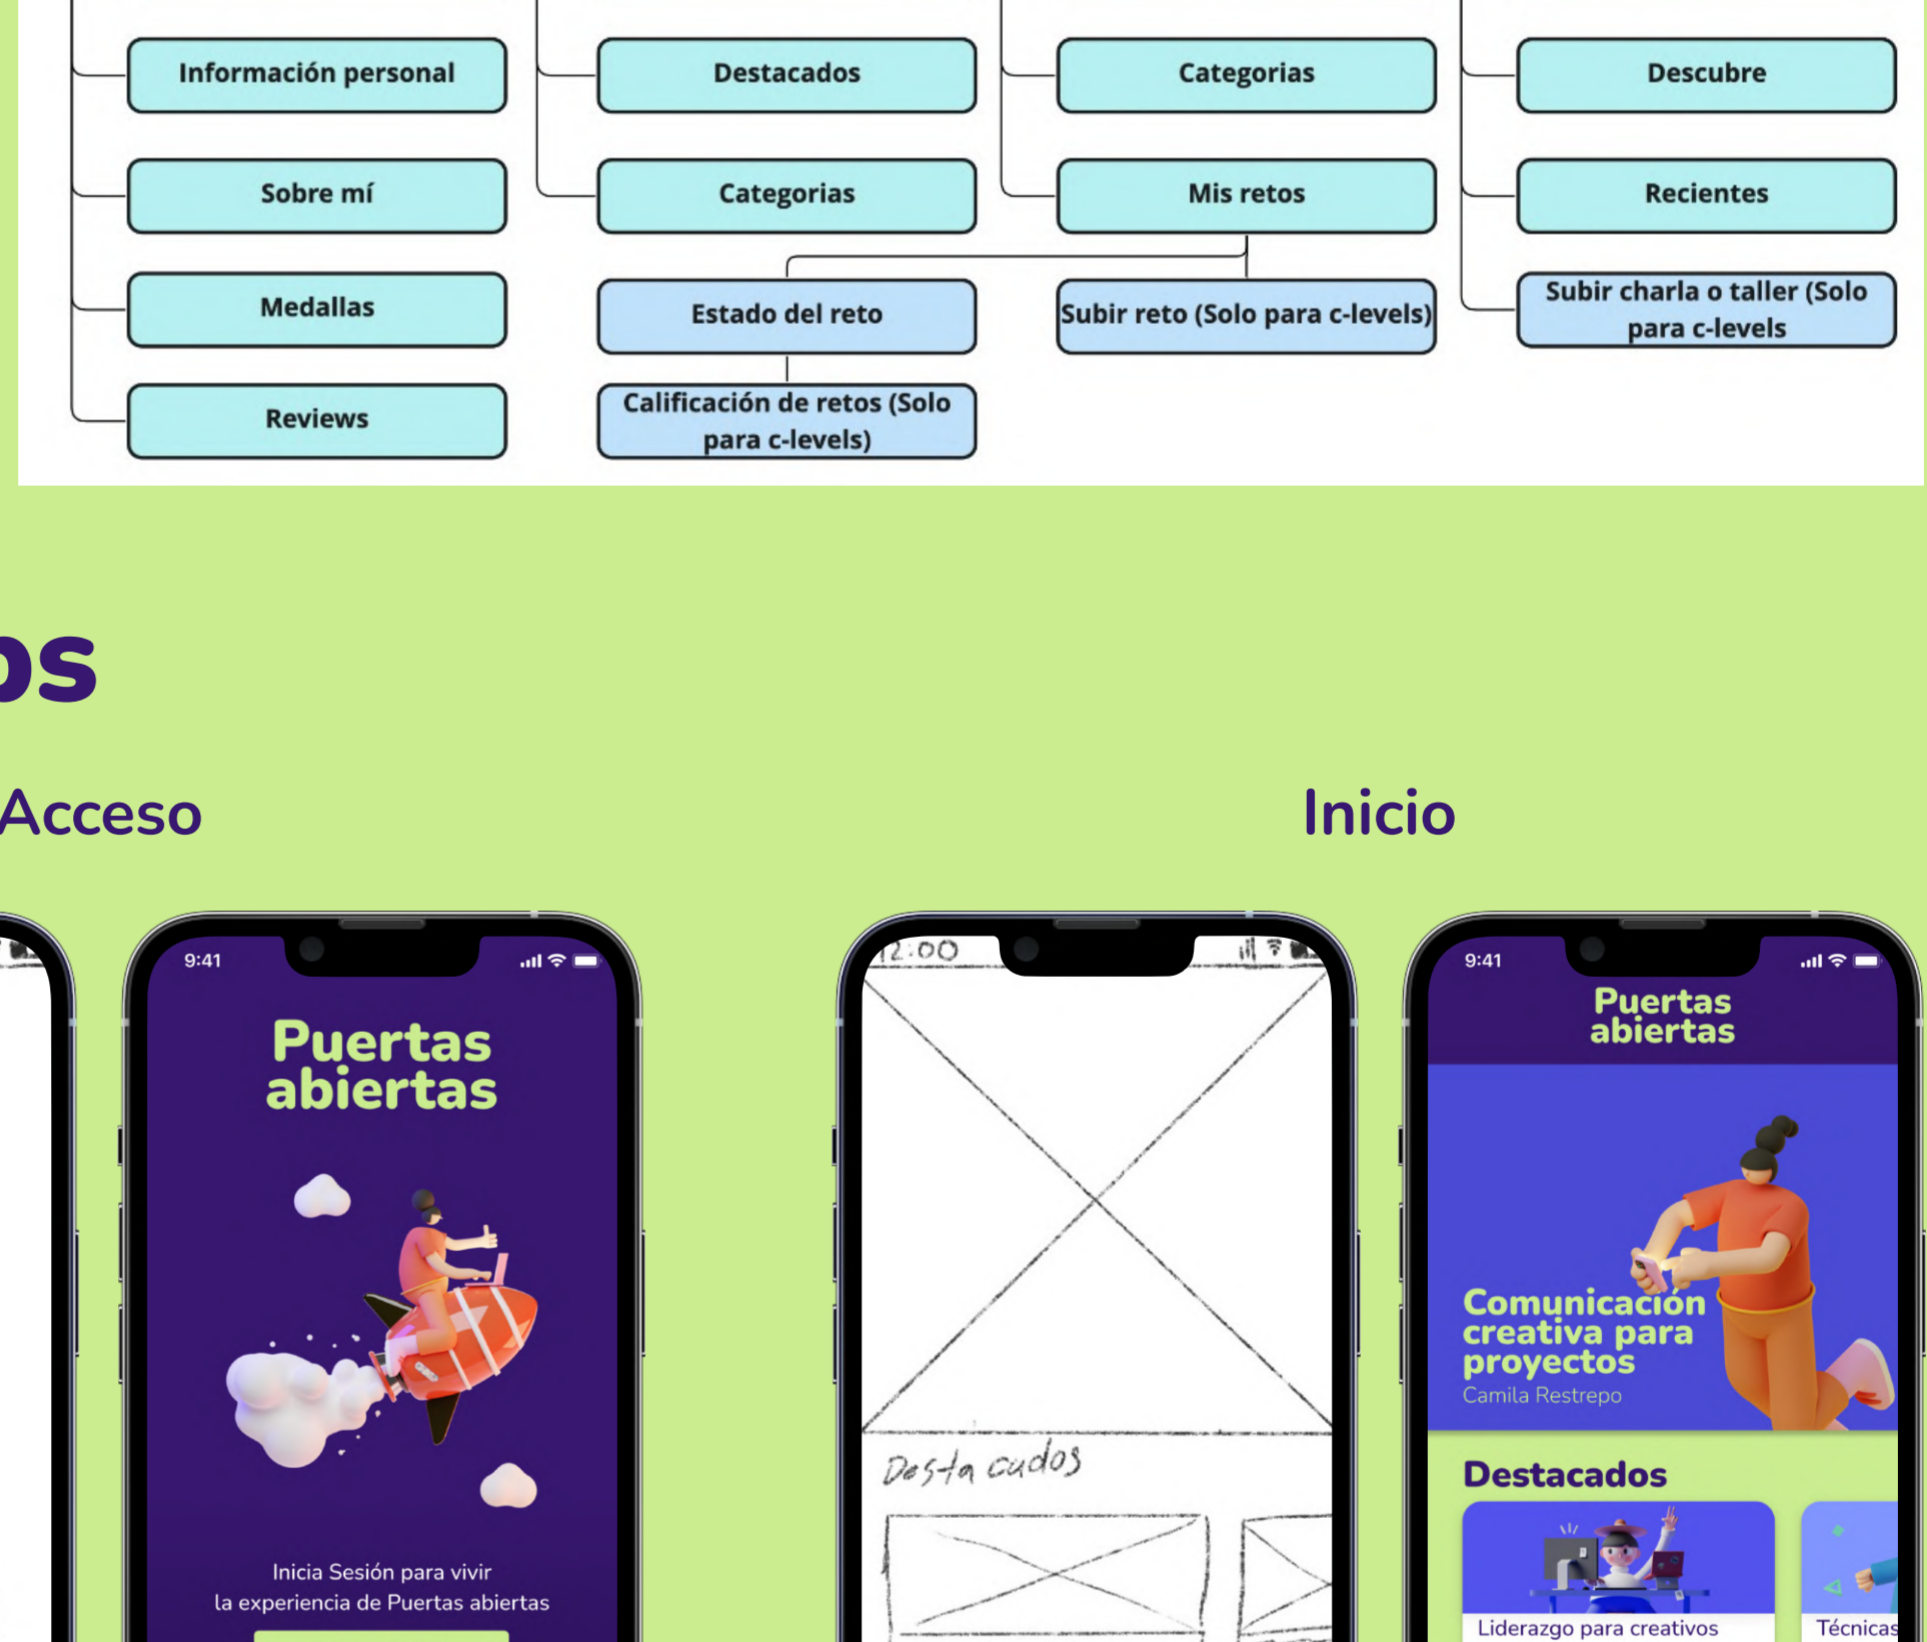 Información personal
Destacados
Categorias
Descubre
Sobre mí
Categorias
Mis retos
Recientes
Medallas
Estado del reto
Subir reto (Solo para c-levels)
Subir charla o taller (Solo
para c-levels
Reviews
Calificación de retos (Solo
para c-levels)
os
Acceso
Inicio
9:41
Puertas
abiertas
Inicia Sesión para vivir
la experiencia de Puertas abiertas
12:00
Destacados
9:41
Puertas
abiertas
Comunicación
creativa para
proyectos
Camila Restrepo
Destacados
Liderazgo para creativos
Técnicas